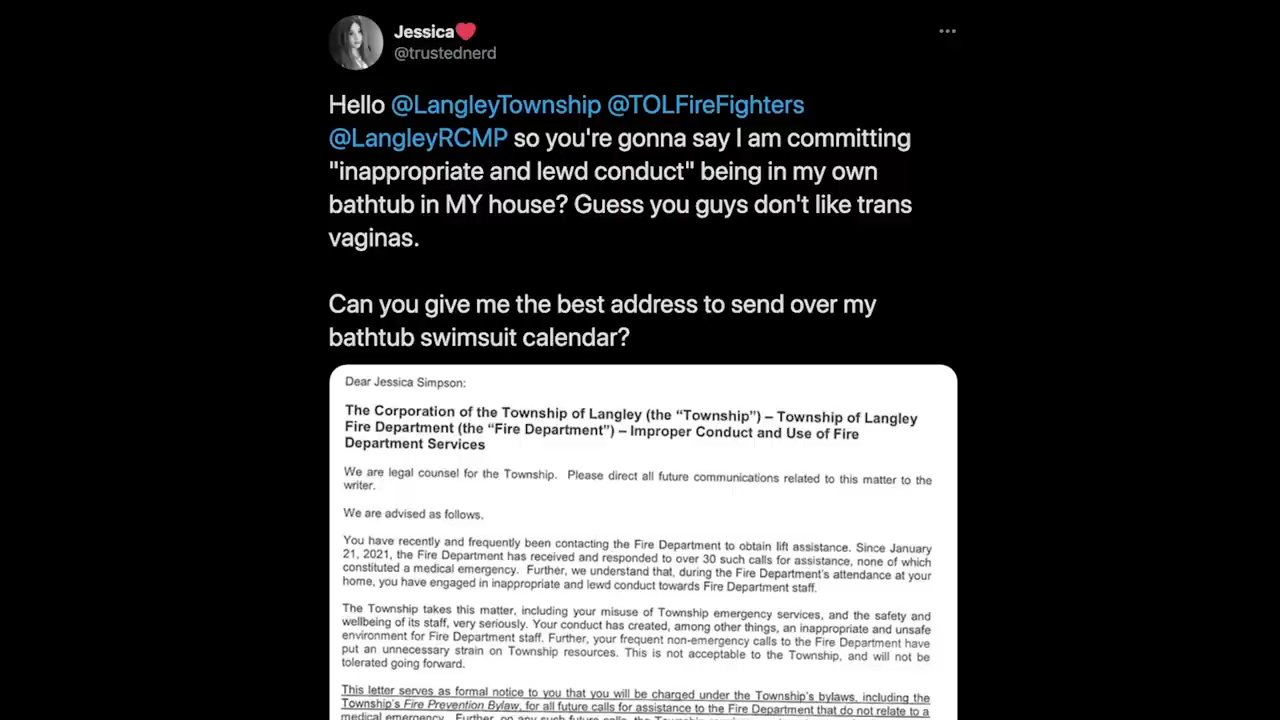 Jessica❤️
@trustednerd
Hello @LangleyTownship @TOLFireFighters
@LangleyRCMP so you're gonna say I am committing
"inappropriate and lewd conduct" being in my own
bathtub in MY house? Guess you guys don't like trans
vaginas.
Can you give me the best address to send over my
bathtub swimsuit calendar?
Dear Jessica Simpson:
The Corporation of the Township of Langley (the “Township”) – Township of Langley
Fire Department (the “Fire Department”) – Improper Conduct and Use of Fire
Department Services
We are legal counsel for the Township. Please direct all future communications related to this matter to the
writer.
We are advised as follows.
You have recently and frequently been contacting the Fire Department to obtain lift assistance. Since January
21, 2021, the Fire Department has received and responded to over 30 such calls for assistance, none of which
constituted a medical emergency. Further, we understand that, during the Fire Department's attendance at your
home, you have engaged in inappropriate and lewd conduct towards Fire Department staff.
The Township takes this matter, including your misuse of Township emergency services, and the safety and
wellbeing of its staff, very seriously. Your conduct has created, among other things, an inappropriate and unsafe
environment for Fire Department staff. Further, your frequent non-emergency calls to the Fire Department have
put an unnecessary strain on Township resources. This is not acceptable to the Township, and will not be
tolerated going forward.
This letter serves as formal notice to you that you will be charged under the Township's bylaws, including the
Township's Fire Prevention Bylaw, for all future calls for assistance to the Fire Department that do not relate to a
medical emergency. Further, on any such future calls, the Township